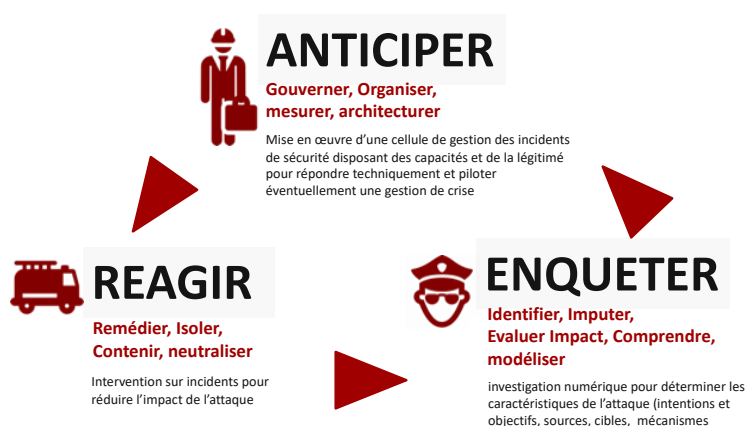 ANTICIPER
Gouverner, Organiser,
mesurer, architecturer
Mise en œuvre d’une cellule de gestion des incidents
de sécurité disposant des capacités et de la légitimé
pour répondre techniquement et piloter
éventuellement une gestion de crise
REAGIR
Remédier, Isoler,
Contenir, neutraliser
Intervention sur incidents pour
réduire l’impact de l’attaque
ENQUETER
Identifier, Imputer,
Evaluer Impact, Comprendre,
modéliser
investigation numérique pour déterminer les
caractéristiques de l’attaque (intentions et
objectifs, sources, cibles, mécanismes